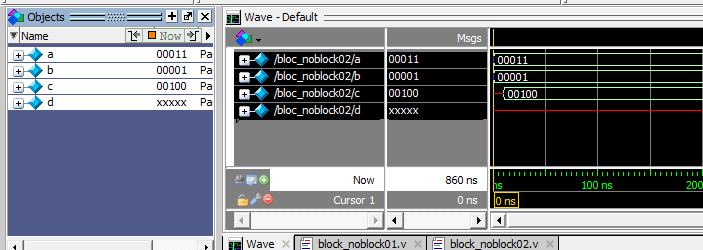 Objects
Name Now
a 00011 Pa
b 00001 Pa
c 00100 Pa
d xxxxx Pa
Wave - Default
Msgs
/bloc_noblock02/a 00011 00011
/bloc_noblock02/b 00001 00001
/bloc_noblock02/c 00100 00100
/bloc_noblock02/d xxxxx
Now 860 ns ns 100 ns 200
Cursor 1 0 ns 0 ns
Wave block_noblock01.v block_noblock02.v